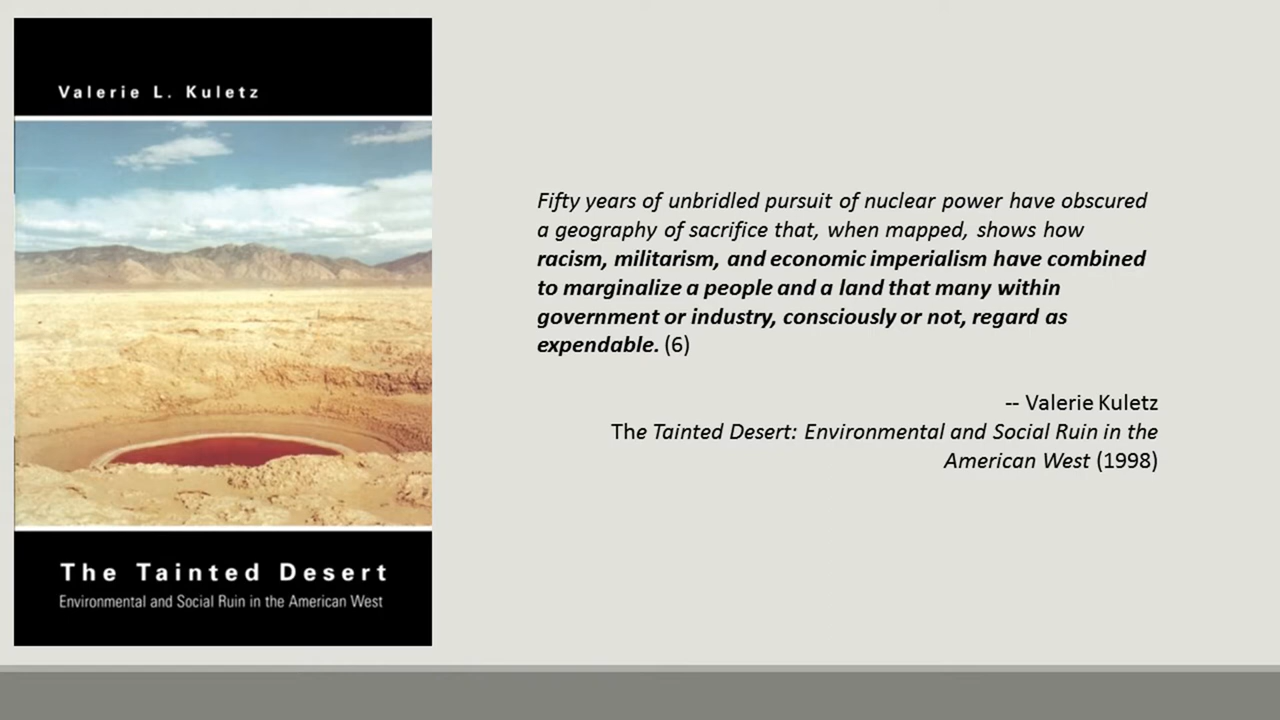 Valerie L. Kuletz
The Tainted Desert
Environmental and Social Ruin in the American West
Fifty years of unbridled pursuit of nuclear power have obscured
a geography of sacrifice that, when mapped, shows how
racism, militarism, and economic imperialism have combined
to marginalize a people and a land that many within
government or industry, consciously or not, regard as
expendable. (6)
-- Valerie Kuletz
The Tainted Desert: Environmental and Social Ruin in the
American West (1998)